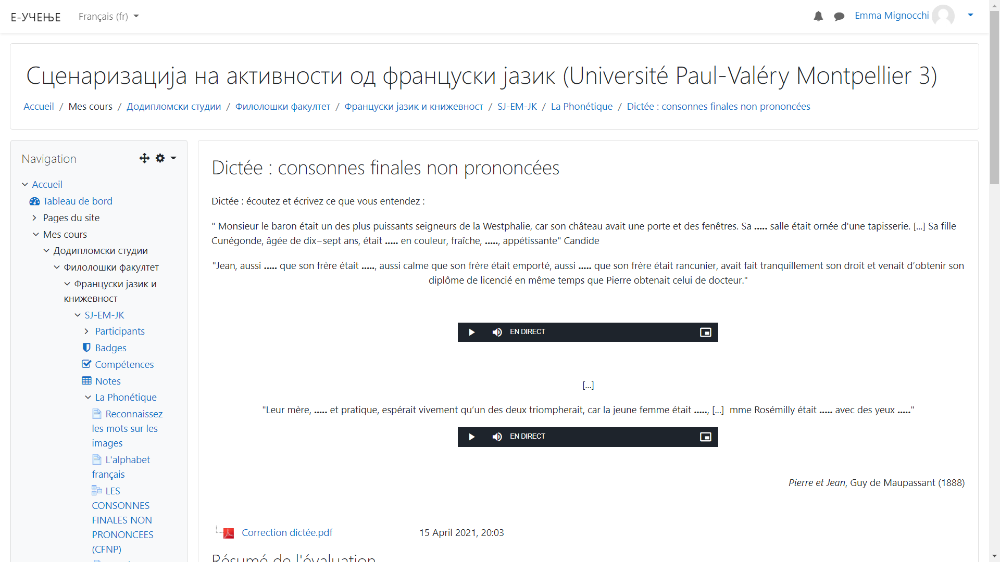 Е-УЧЕЊЕ
Français (fr)
Emma Mignocchi
Сценаризација на активности од француски јазик (Université Paul-Valéry Montpellier 3)
Accueil / Mes cours / Додипломски студии / Филолошки факултет / Француски јазик и книжевност / SJ-EM-JK / La Phonétique / Dictée : consonnes finales non prononcées
Navigation
Accueil
Tableau de bord
Pages du site
Mes cours
Додипломски студии
Филолошки факултет
Француски јазик и
книжевност
SJ-EM-JK
Participants
Badges
Compétences
Notes
La Phonétique
Reconnaissez
les mots sur les
images
L'alphabet
français
LES
CONSONNES
FINALES NON
PRONONCEES
(CFNP)
Dictée : consonnes finales non prononcées
Dictée : écoutez et écrivez ce que vous entendez :
" Monsieur le baron était un des plus puissants seigneurs de la Westphalie, car son château avait une porte et des fenêtres. Sa ..... salle était ornée d'une tapisserie. [...] Sa fille
Cunégonde, âgée de dix-sept ans, était ..... en couleur, fraîche, ....., appétissante" Candide
"Jean, aussi ..... que son frère était ....., aussi calme que son frère était emporté, aussi ..... que son frère était rancunier, avait fait tranquillement son droit et venait d’obtenir son
diplôme de licencié en même temps que Pierre obtenait celui de docteur."
EN DIRECT
[...]
"Leur mère, ..... et pratique, espérait vivement qu’un des deux triompherait, car la jeune femme était ....., [...] mme Rosémilly était ..... avec des yeux ....."
EN DIRECT
Pierre et Jean, Guy de Maupassant (1888)
Correction dictée.pdf
15 April 2021, 20:03
Résumé de l'évaluation